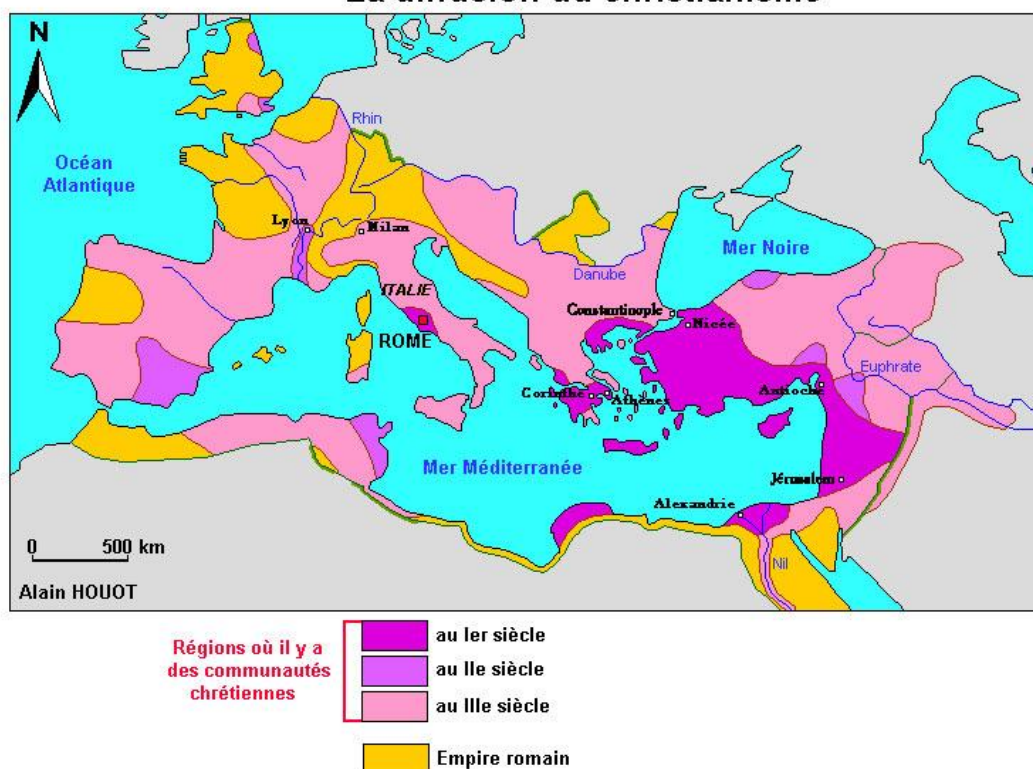 N
Rhin
Océan
Atlantique
Lyon
Milan
Mer Noire
ITALIE
Danube
Constantinople
Nicée
ROME
Euphrate
Antioche
Corinthe
Athènes
Mer Méditerranée
Jérusalem
Alexandrie
0 500 km
Nil
Alain HOUOT
Régions où il y a
des communautés
chrétiennes
au Ier siècle
au IIe siècle
au IIIe siècle
Empire romain